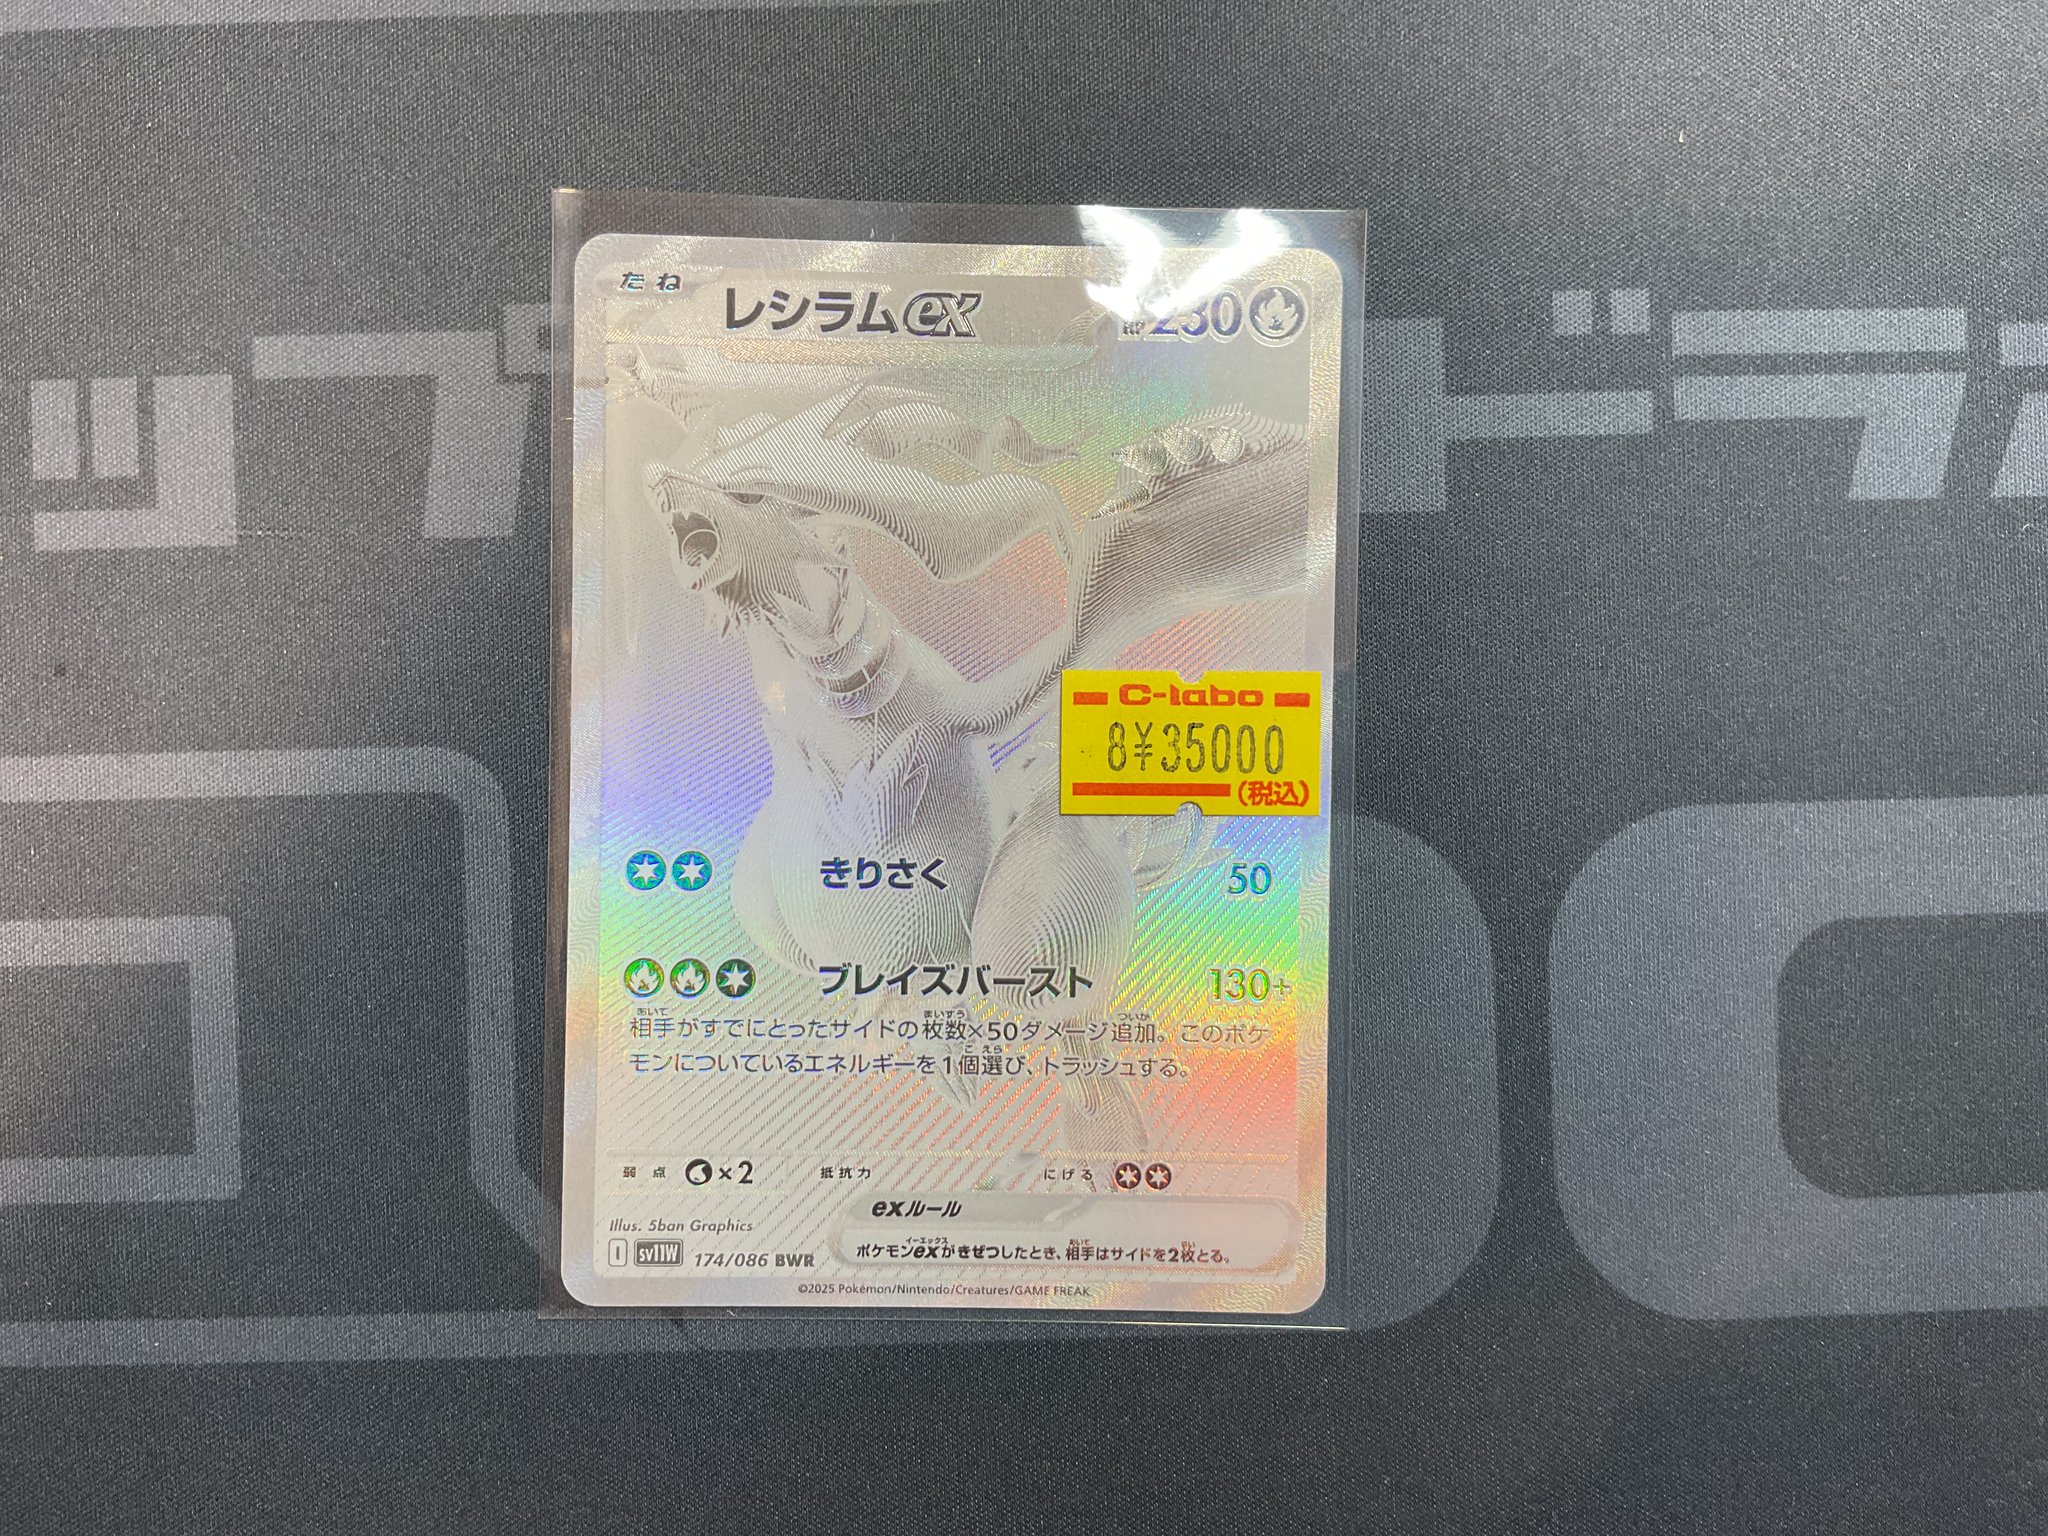 たね
レシラムex HP 230
C-labo
8¥35000
(税込)
きりさく 50
ブレイズバースト 130+
相手がすでにとったサイドの枚数×50ダメージ追加。このポケ
モンについているエネルギーを1個選び、トラッシュする。
弱点 ×2 抵抗力 にげる
exルール
ポケモンexがきぜつしたとき、相手はサイドを2枚とる。
Illus. 5ban Graphics
I sv11W 174/086 BWR
©2025 Pokémon/Nintendo/Creatures/GAME FREAK